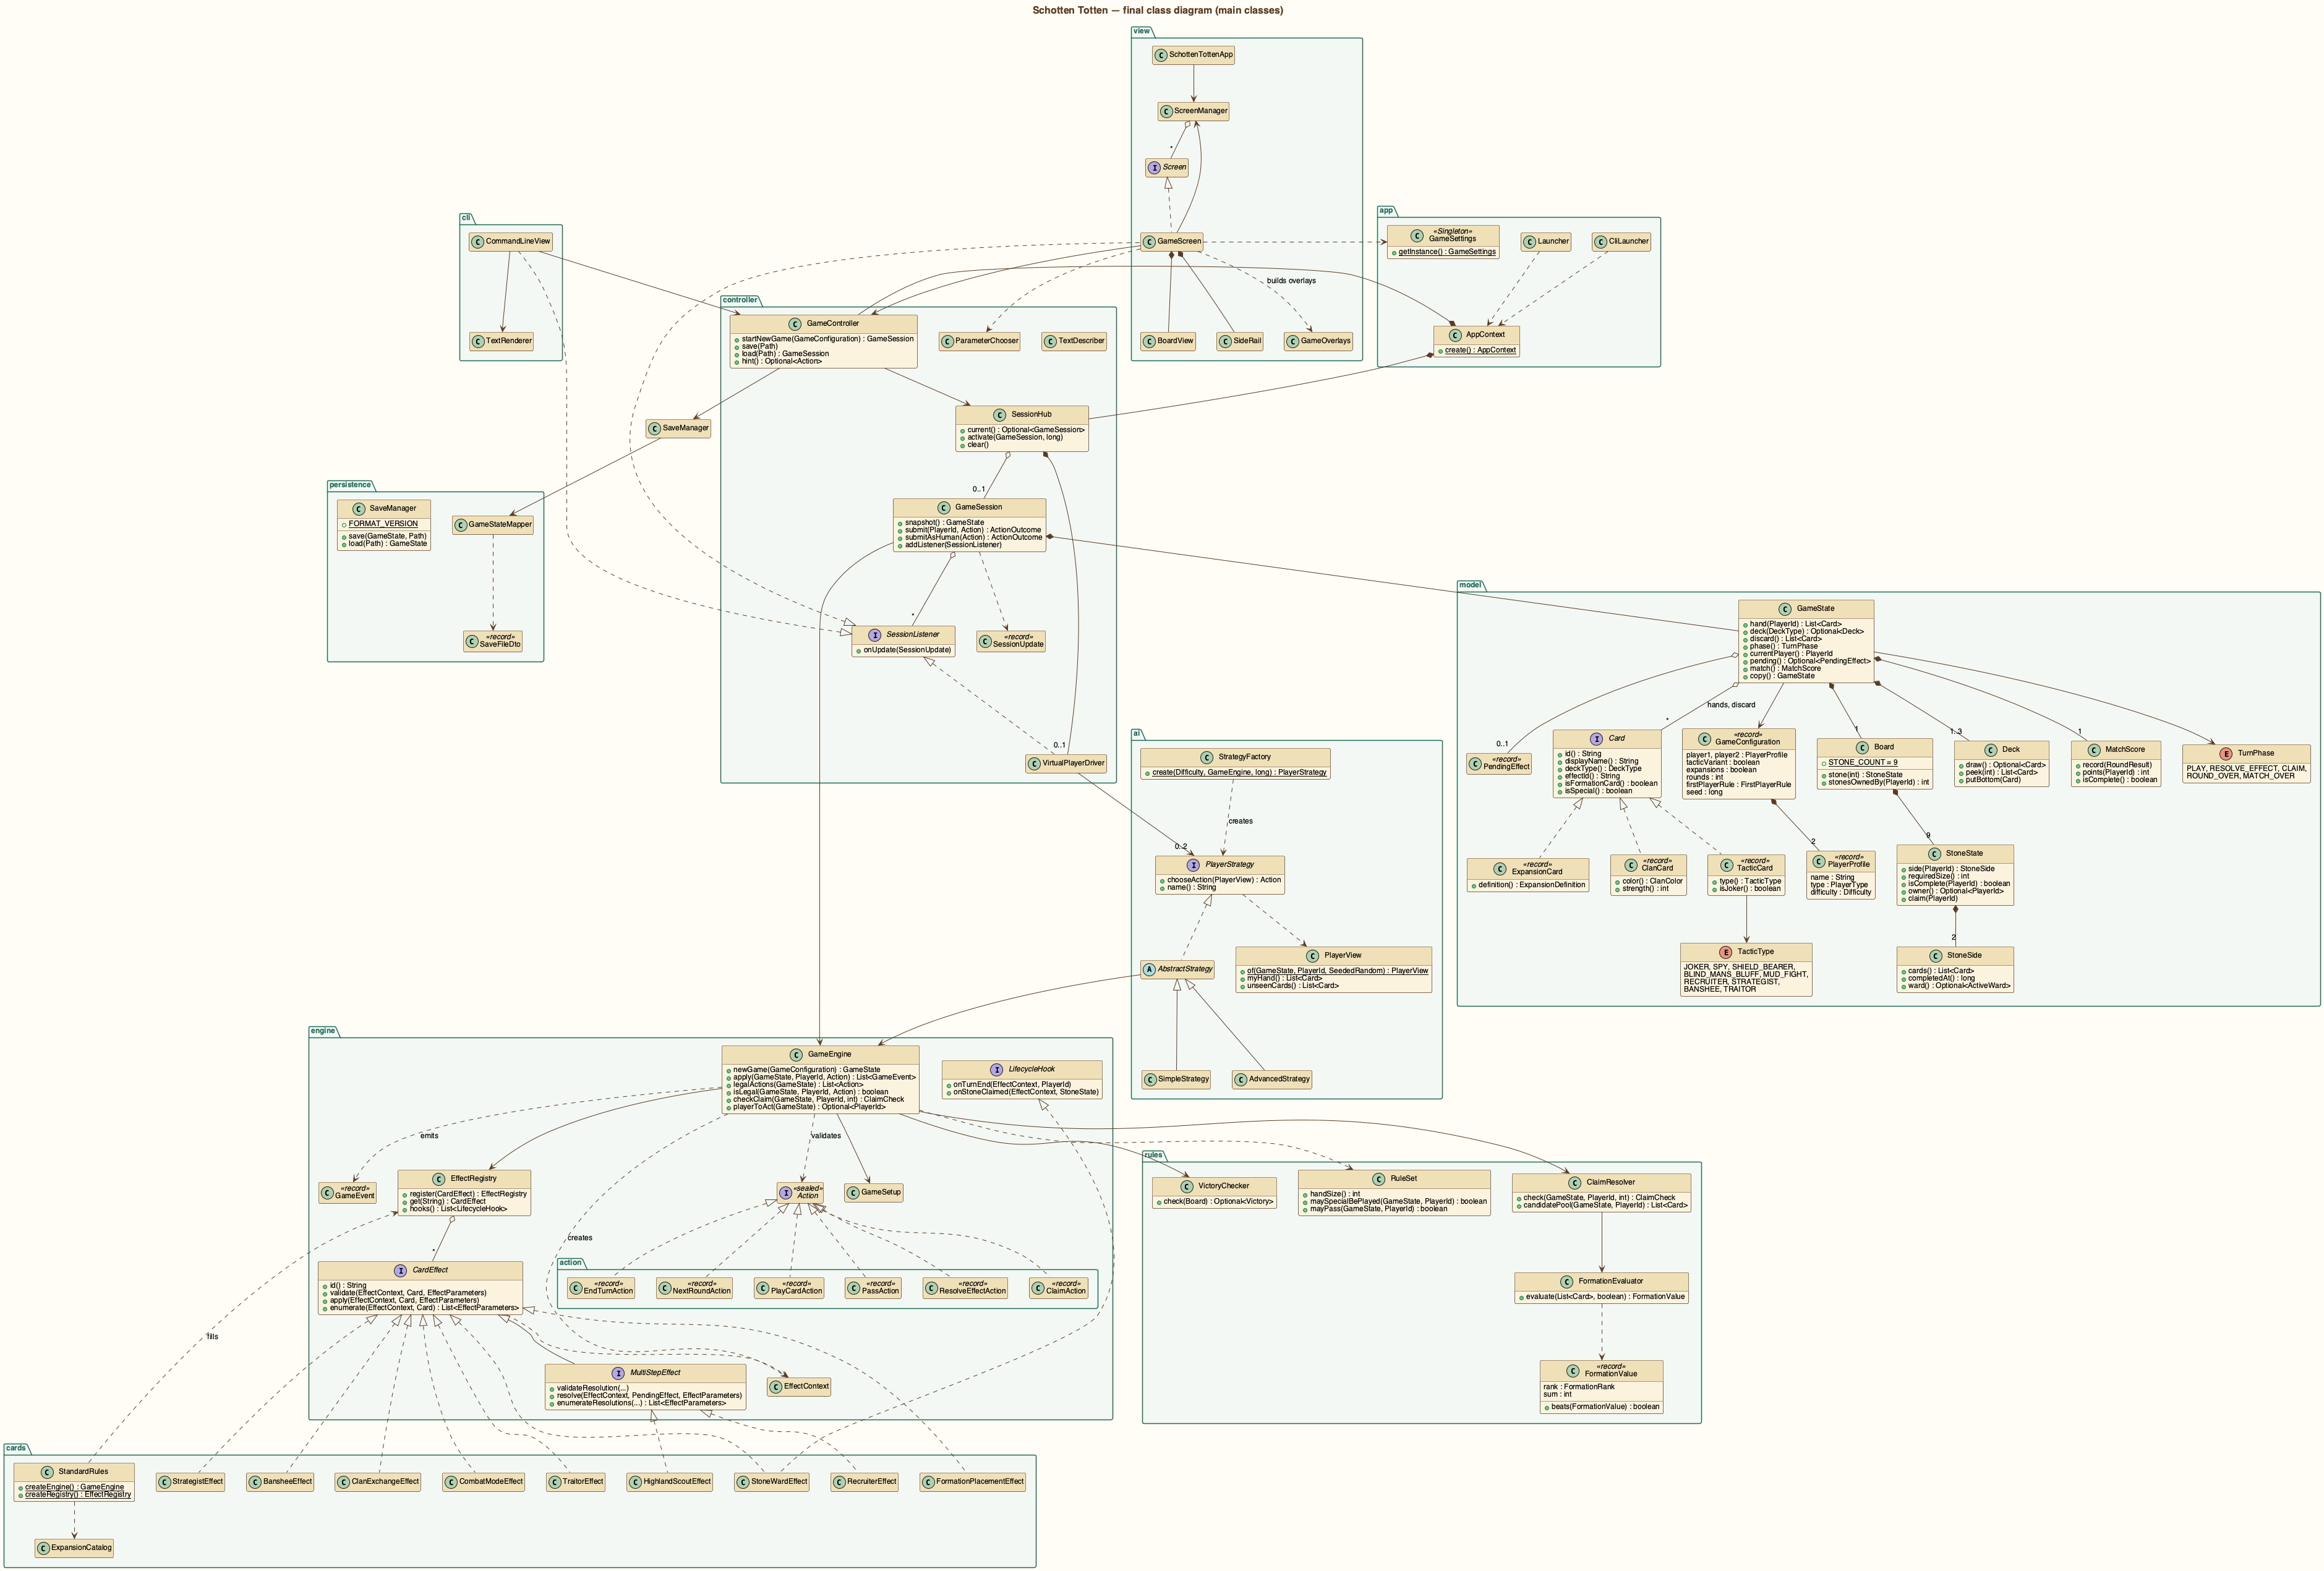 Schotten Totten — final class diagram (main classes)
view
C SchottenTottenApp
C ScreenManager
*
I Screen
C GameScreen
builds overlays
C BoardView
C SideRail
C GameOverlays
app
C «Singleton»
GameSettings
getInstance() : GameSettings
C Launcher
C CliLauncher
C AppContext
create() : AppContext
cli
C CommandLineView
C TextRenderer
controller
C GameController
startNewGame(GameConfiguration) : GameSession
save(Path)
load(Path) : GameSession
hint() : Optional<Action>
C ParameterChooser
C TextDescriber
C SessionHub
current() : Optional<GameSession>
activate(GameSession, long)
clear()
0..1
C GameSession
snapshot() : GameState
submit(PlayerId, Action) : ActionOutcome
submitAsHuman(Action) : ActionOutcome
addListener(SessionListener)
*
I SessionListener
onUpdate(SessionUpdate)
C «record»
SessionUpdate
0..1
C VirtualPlayerDriver
C SaveManager
persistence
C SaveManager
FORMAT_VERSION
save(GameState, Path)
load(Path) : GameState
C GameStateMapper
C «record»
SaveFileDto
model
C GameState
hand(PlayerId) : List<Card>
deck(DeckType) : Optional<Deck>
discard() : List<Card>
phase() : TurnPhase
currentPlayer() : PlayerId
pending() : Optional<PendingEffect>
match() : MatchScore
copy() : GameState
hands, discard
0..1
*
1
1..3
1
C «record»
PendingEffect
I Card
id() : String
displayName() : String
deckType() : DeckType
effectId() : String
isFormationCard() : boolean
isSpecial() : boolean
C «record»
GameConfiguration
player1, player2 : PlayerProfile
tacticVariant : boolean
expansions : boolean
rounds : int
firstPlayerRule : FirstPlayerRule
seed : long
C Board
STONE_COUNT = 9
stone(int) : StoneState
stonesOwnedBy(PlayerId) : int
C Deck
draw() : Optional<Card>
peek(int) : List<Card>
putBottom(Card)
C MatchScore
record(RoundResult)
points(PlayerId) : int
isComplete() : boolean
E TurnPhase
PLAY, RESOLVE_EFFECT, CLAIM,
ROUND_OVER, MATCH_OVER
2
9
C «record»
ExpansionCard
definition() : ExpansionDefinition
C «record»
ClanCard
color() : ClanColor
strength() : int
C «record»
TacticCard
type() : TacticType
isJoker() : boolean
C «record»
PlayerProfile
name : String
type : PlayerType
difficulty : Difficulty
C StoneState
side(PlayerId) : StoneSide
requiredSize() : int
isComplete(PlayerId) : boolean
owner() : Optional<PlayerId>
claim(PlayerId)
2
E TacticType
JOKER, SPY, SHIELD_BEARER,
BLIND_MANS_BLUFF, MUD_FIGHT,
RECRUITER, STRATEGIST,
BANSHEE, TRAITOR
C StoneSide
cards() : List<Card>
completedAt() : long
ward() : Optional<ActiveWard>
ai
C StrategyFactory
create(Difficulty, GameEngine, long) : PlayerStrategy
creates
0..2
I PlayerStrategy
chooseAction(PlayerView) : Action
name() : String
A AbstractStrategy
C PlayerView
of(GameState, PlayerId, SeededRandom) : PlayerView
myHand() : List<Card>
unseenCards() : List<Card>
C SimpleStrategy
C AdvancedStrategy
engine
C GameEngine
newGame(GameConfiguration) : GameState
apply(GameState, PlayerId, Action) : List<GameEvent>
legalActions(GameState) : List<Action>
isLegal(GameState, PlayerId, Action) : boolean
checkClaim(GameState, PlayerId, int) : ClaimCheck
playerToAct(GameState) : Optional<PlayerId>
I LifecycleHook
onTurnEnd(EffectContext, PlayerId)
onStoneClaimed(EffectContext, StoneState)
emits
validates
C «record»
GameEvent
C EffectRegistry
register(CardEffect) : EffectRegistry
get(String) : CardEffect
hooks() : List<LifecycleHook>
I «sealed»
Action
C GameSetup
creates
*
I CardEffect
id() : String
validate(EffectContext, Card, EffectParameters)
apply(EffectContext, Card, EffectParameters)
enumerate(EffectContext, Card) : List<EffectParameters>
action
C «record»
EndTurnAction
C «record»
NextRoundAction
C «record»
PlayCardAction
C «record»
PassAction
C «record»
ResolveEffectAction
C «record»
ClaimAction
fills
I MultiStepEffect
validateResolution(...)
resolve(EffectContext, PendingEffect, EffectParameters)
enumerateResolutions(...) : List<EffectParameters>
C EffectContext
rules
C VictoryChecker
check(Board) : Optional<Victory>
C RuleSet
handSize() : int
maySpecialBePlayed(GameState, PlayerId) : boolean
mayPass(GameState, PlayerId) : boolean
C ClaimResolver
check(GameState, PlayerId, int) : ClaimCheck
candidatePool(GameState, PlayerId) : List<Card>
C FormationEvaluator
evaluate(List<Card>, boolean) : FormationValue
C «record»
FormationValue
rank : FormationRank
sum : int
beats(FormationValue) : boolean
cards
C StandardRules
createEngine() : GameEngine
createRegistry() : EffectRegistry
C StrategistEffect
C BansheeEffect
C ClanExchangeEffect
C CombatModeEffect
C TraitorEffect
C HighlandScoutEffect
C StoneWardEffect
C RecruiterEffect
C FormationPlacementEffect
C ExpansionCatalog